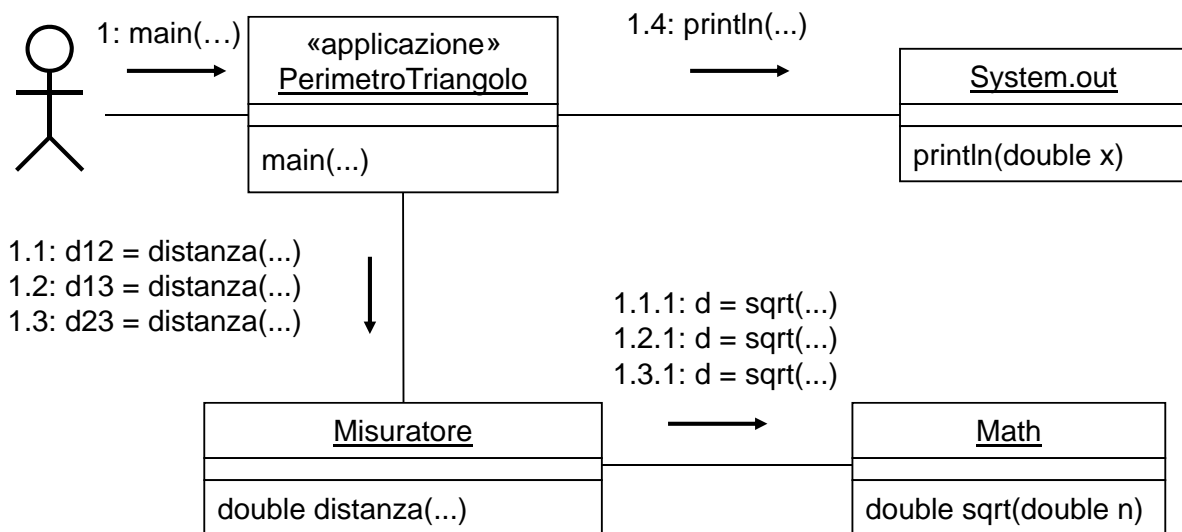 1: main(…)
«applicazione»
PerimetroTriangolo
main(...)
1.4: println(...)
System.out
println(double x)
1.1: d12 = distanza(...)
1.2: d13 = distanza(...)
1.3: d23 = distanza(...)
1.1.1: d = sqrt(...)
1.2.1: d = sqrt(...)
1.3.1: d = sqrt(...)
Misuratore
double distanza(...)
Math
double sqrt(double n)